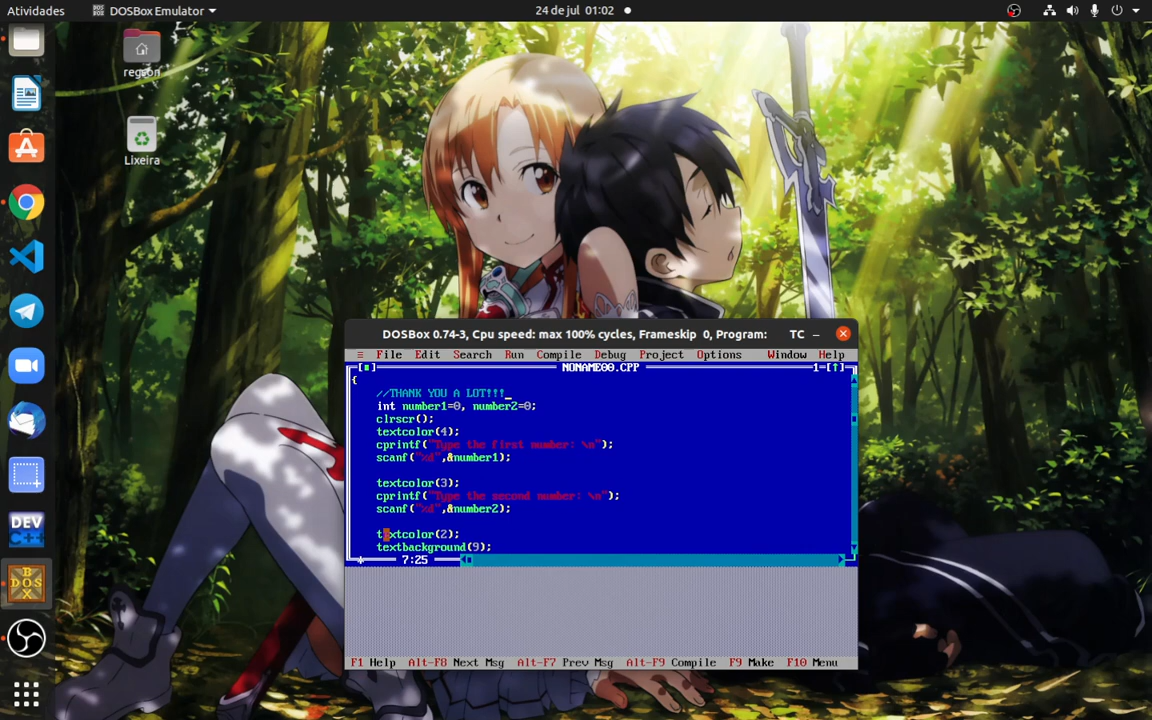 Atividades DOSBox Emulator 24 de jul 01:02
regson
Lixeira
DEV C++
DOS BOX
DOSBox 0.74-3, Cpu speed: max 100% cycles, Frameskip 0, Program: TC
≡ File Edit Search Run Compile Debug Project Options Window Help
[■] NONAME00.CPP 1=[↑]
{
//THANK YOU A LOT!!!_
int number1=0, number2=0;
clrscr();
textcolor(4);
cprintf("Type the first number: \n");
scanf("%d",&number1);
textcolor(3);
cprintf("Type the second number: \n");
scanf("%d",&number2);
textcolor(2);
textbackground(9);
* 7:25
F1 Help Alt-F8 Next Msg Alt-F7 Prev Msg Alt-F9 Compile F9 Make F10 Menu